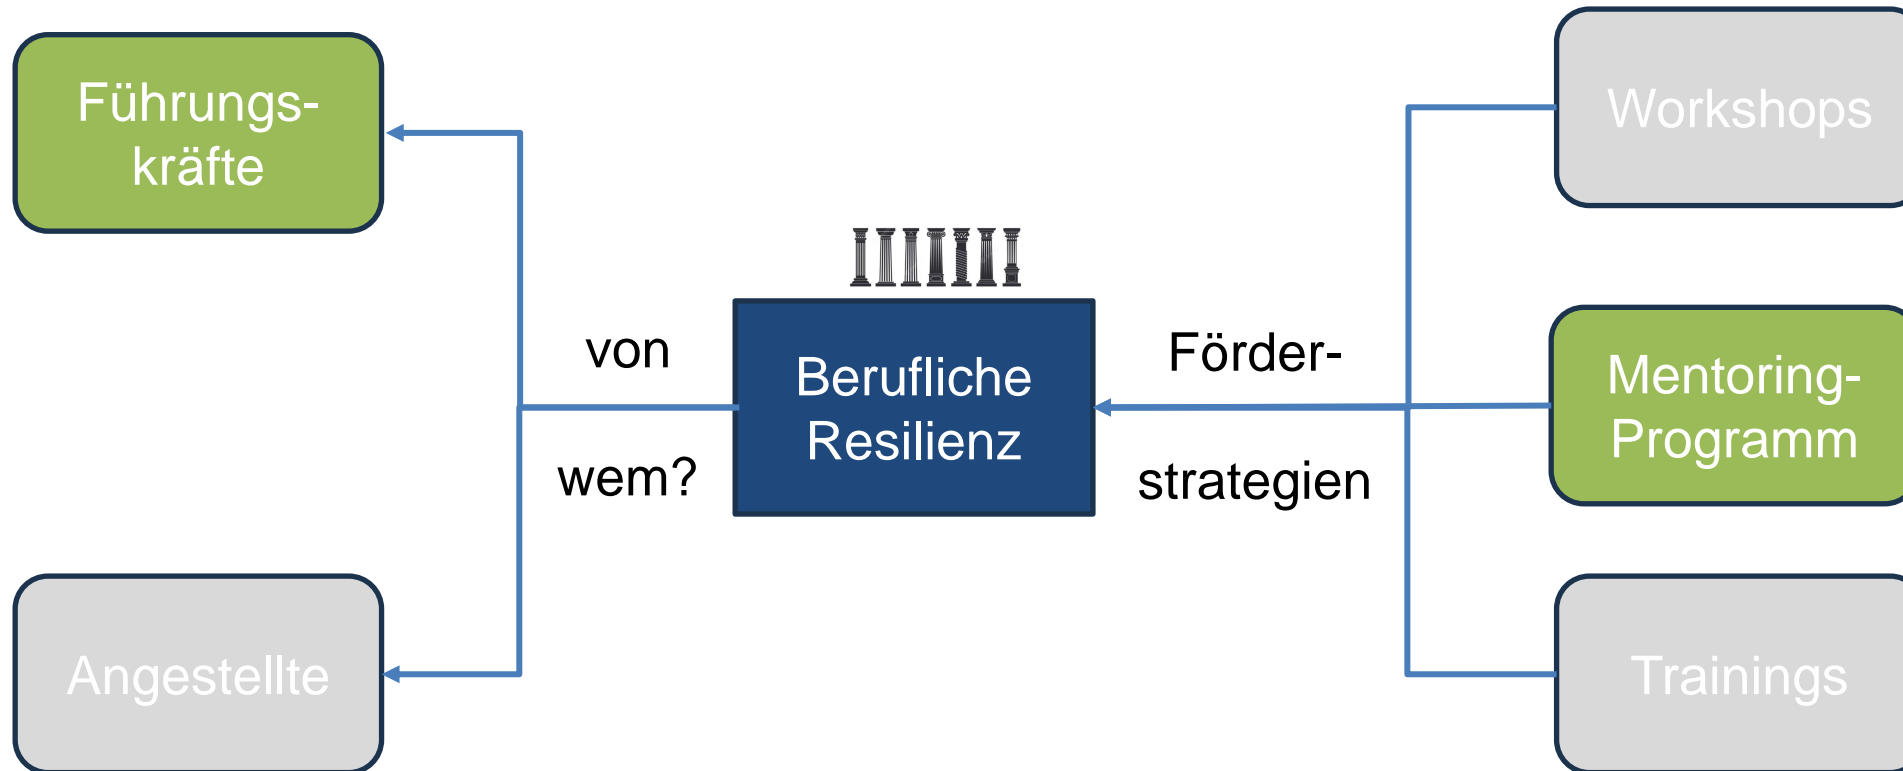 Führungs-
kräfte
Angestellte
von
wem?
Berufliche
Resilienz
Förder-
strategien
Workshops
Mentoring-
Programm
Trainings